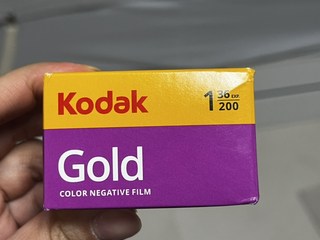 Kodak
1 36 EXP.
200
Gold
COLOR NEGATIVE FILM